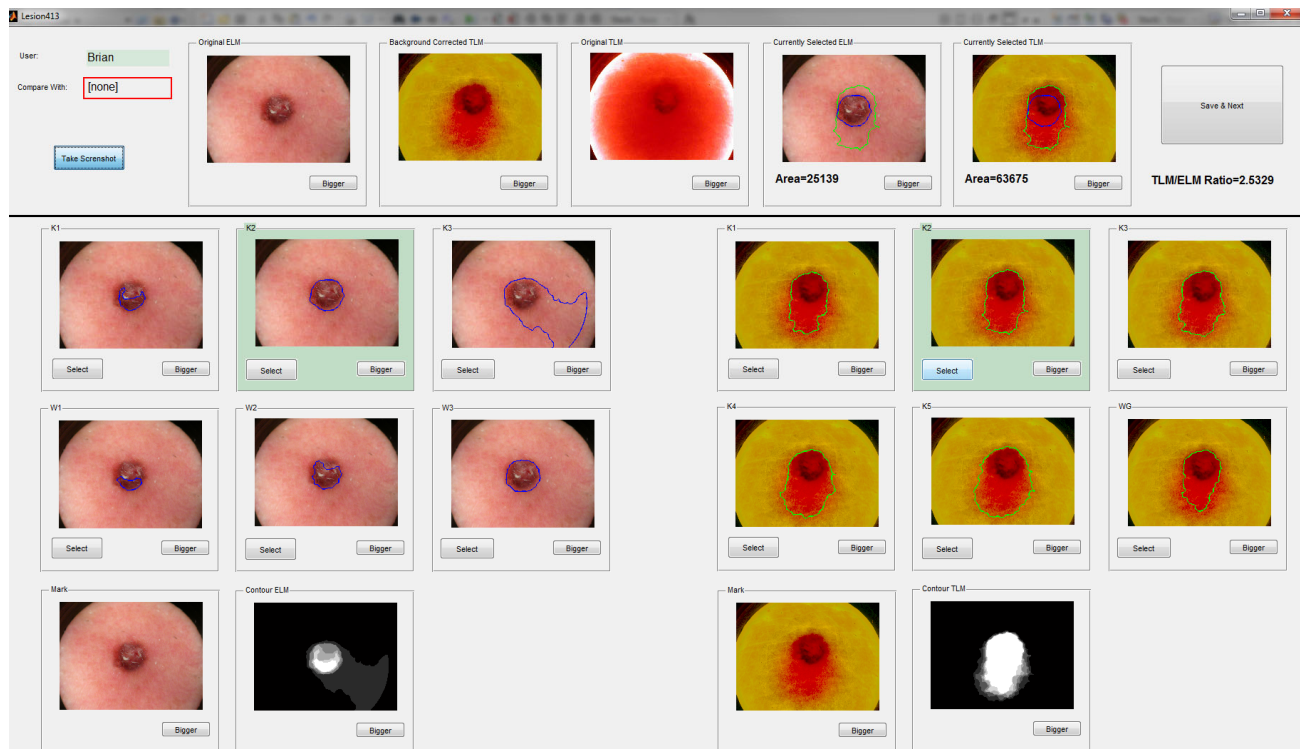 Lesion413
User:
Brian
Compare With:
[none]
Take Screnshot
Original ELM
Bigger
Background Corrected TLM
Bigger
Original TLM
Bigger
Currently Selected ELM
Area=25139
Bigger
Currently Selected TLM
Area=63675
Bigger
Save & Next
TLM/ELM Ratio=2.5329
K1
Select
Bigger
K2
Select
Bigger
K3
Select
Bigger
K1
Select
Bigger
K2
Select
Bigger
K3
Select
Bigger
W1
Select
Bigger
W2
Select
Bigger
W3
Select
Bigger
K4
Select
Bigger
K5
Select
Bigger
WG
Select
Bigger
Mark
Bigger
Contour ELM
Bigger
Mark
Bigger
Contour TLM
Bigger